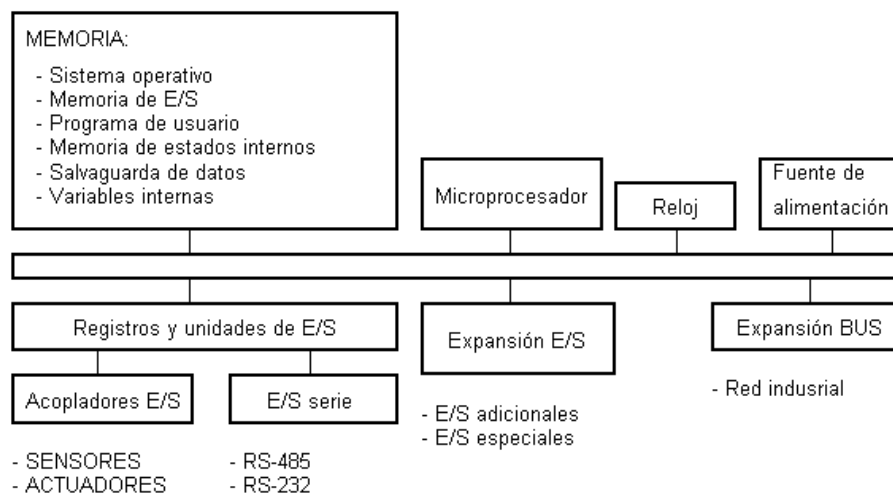 MEMORIA:
- Sistema operativo
- Memoria de E/S
- Programa de usuario
- Memoria de estados internos
- Salvaguarda de datos
- Variables internas
Microprocesador
Reloj
Fuente de
alimentación
Registros y unidades de E/S
Expansión E/S
Expansión BUS
Acopladores E/S
E/S serie
- E/S adicionales
- E/S especiales
- Red indusrial
- SENSORES
- ACTUADORES
- RS-485
- RS-232